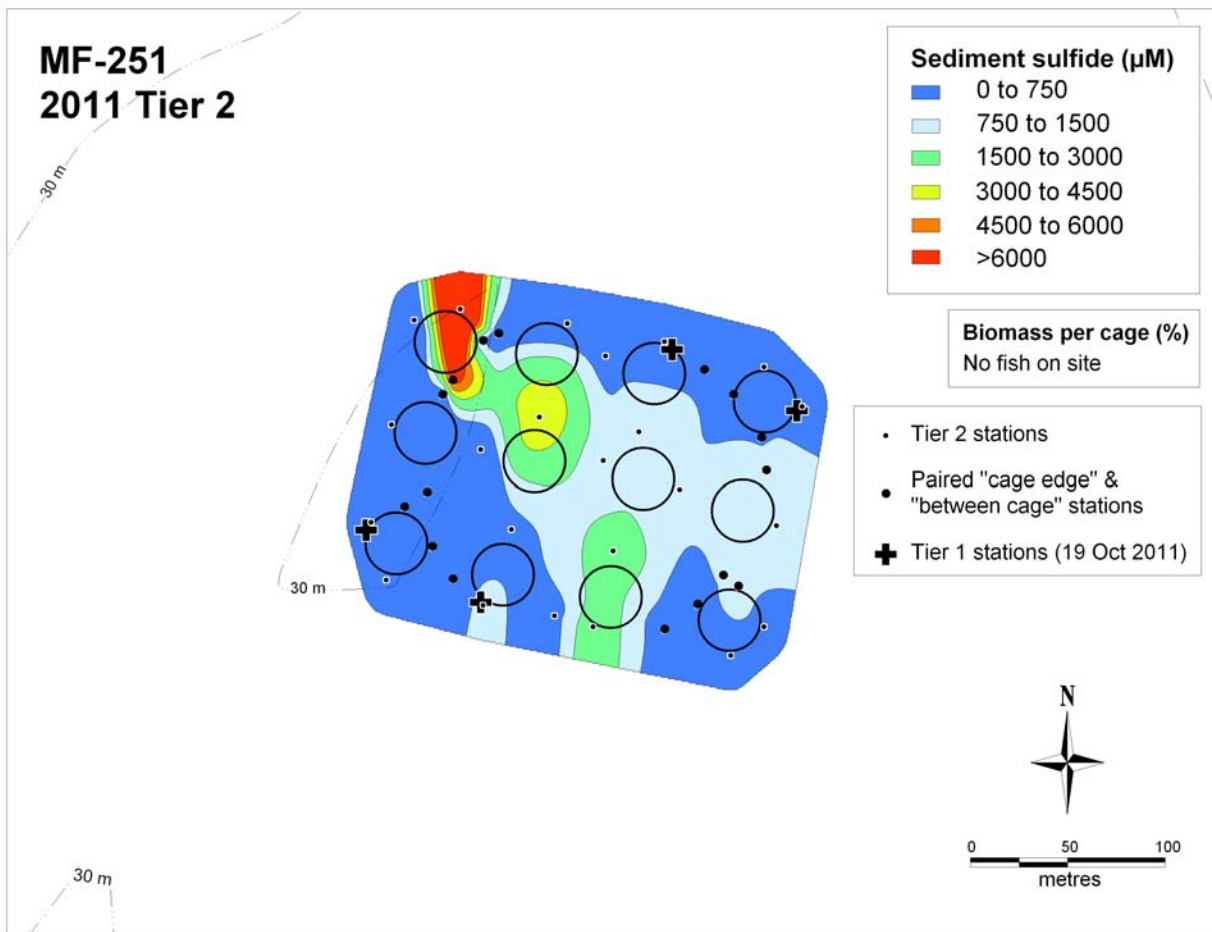 MF-251
2011 Tier 2
Sediment sulfide (µM)
0 to 750
750 to 1500
1500 to 3000
3000 to 4500
4500 to 6000
>6000
Biomass per cage (%)
No fish on site
Tier 2 stations
Paired "cage edge" &
"between cage" stations
Tier 1 stations (19 Oct 2011)
30 m
30 m
30 m
N
0 50 100
metres